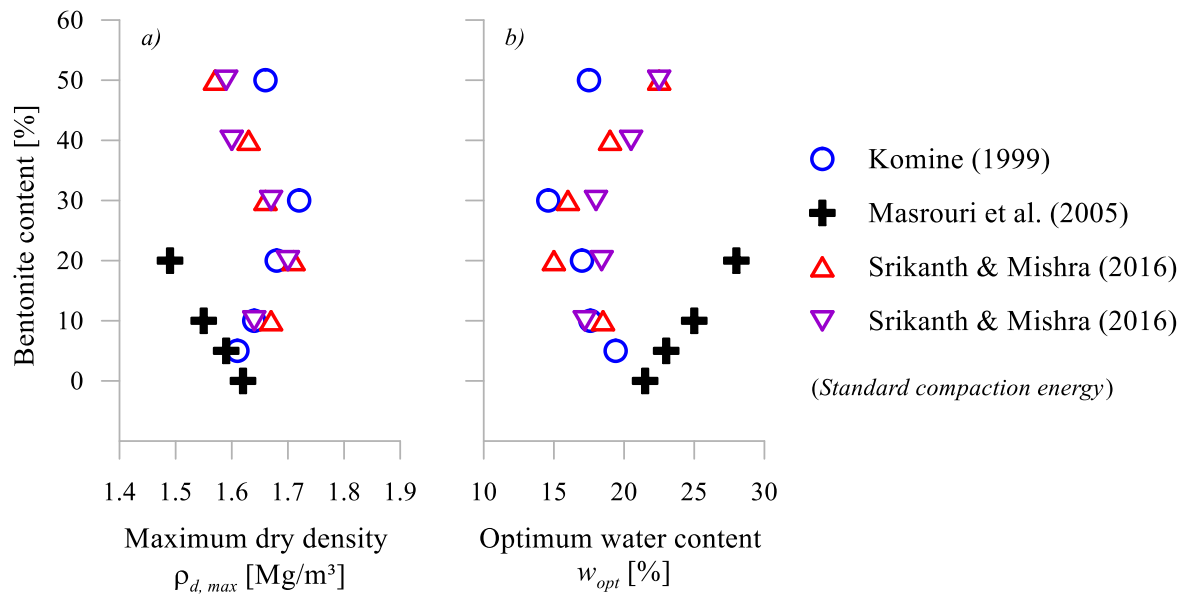 a)
b)
Bentonite content [%]
60
50
40
30
20
10
0
1.4 1.5 1.6 1.7 1.8 1.9
10 15 20 25 30
Maximum dry density
ρd, max [Mg/m³]
Optimum water content
wopt [%]
Komine (1999)
Masrouri et al. (2005)
Srikanth & Mishra (2016)
Srikanth & Mishra (2016)
(Standard compaction energy)